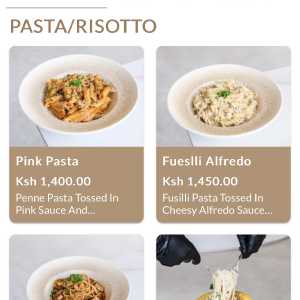 PASTA/RISOTTO
Pink Pasta
Ksh 1,400.00
Penne Pasta Tossed In
Pink Sauce And...
Fueslli Alfredo
Ksh 1,450.00
Fusilli Pasta Tossed In
Cheesy Alfredo Sauce...